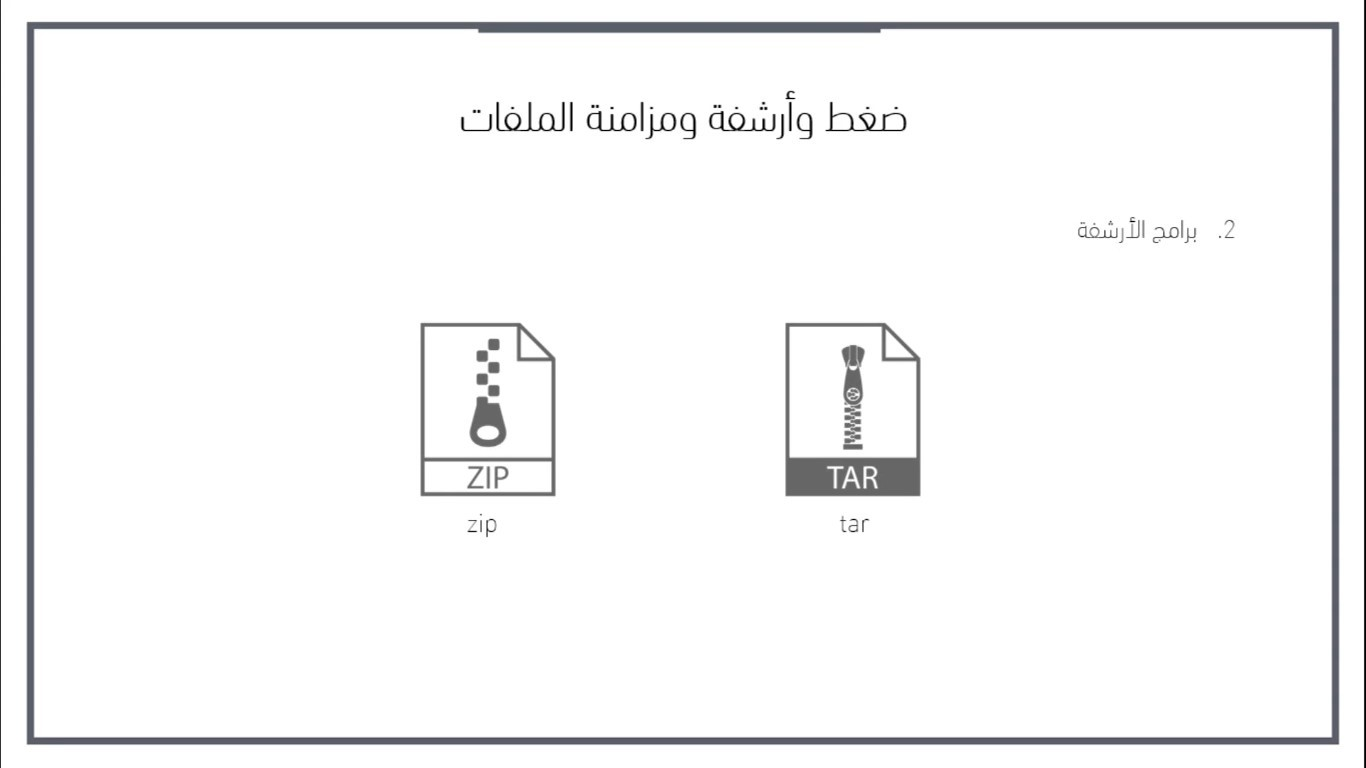 ضغط وأرشفة ومزامنة الملفات
2. برامج الأرشفة
TAR
ZIP
tar
zip